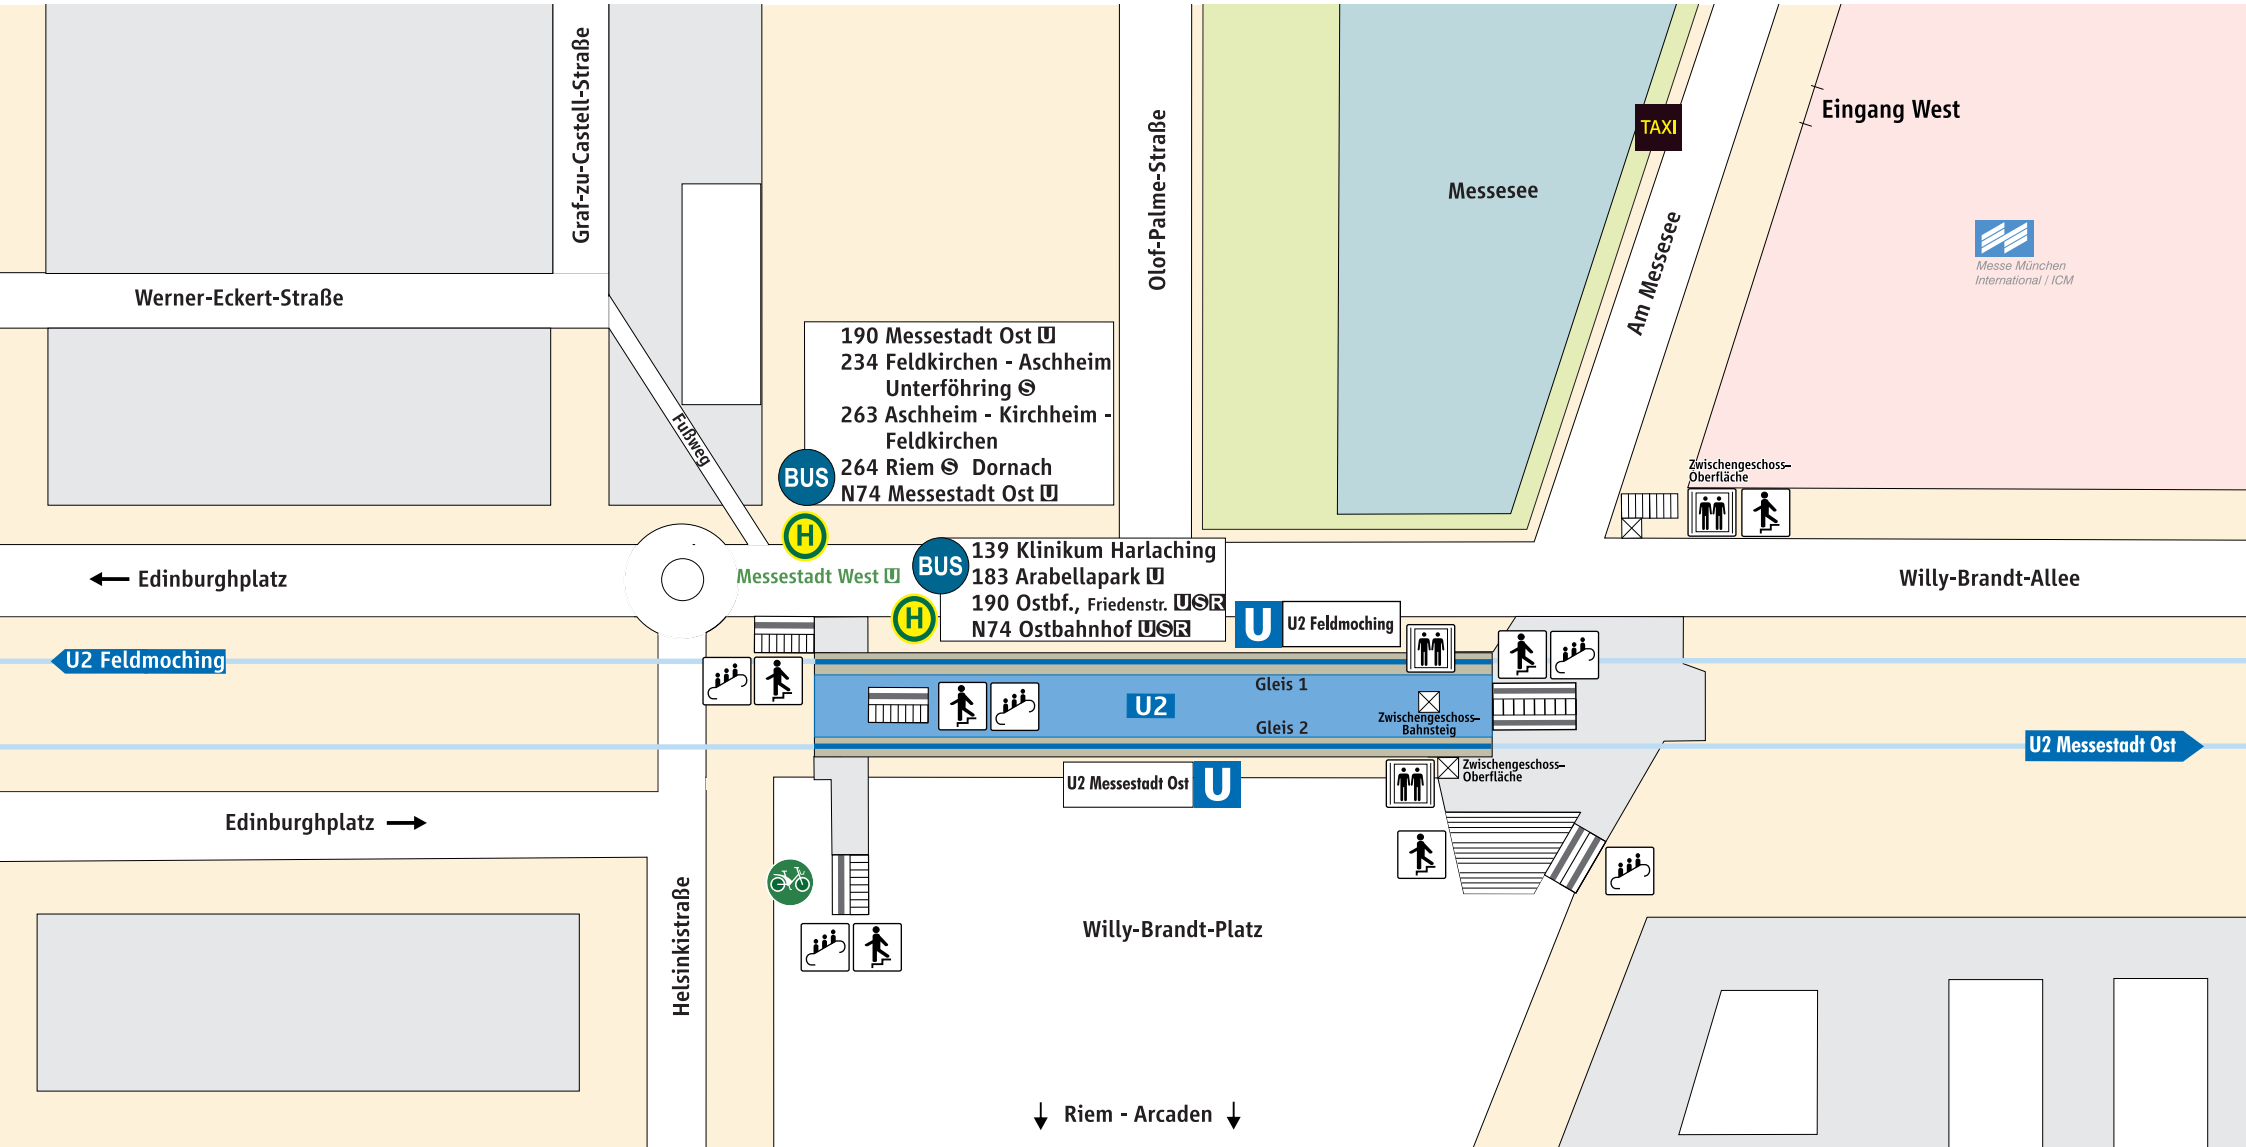 Graf-zu-Castell-Straße
Olof-Palme-Straße
TAXI
Eingang West
Messesee
Am Messesee
Messe München
International / ICM
Werner-Eckert-Straße
Fußweg
190 Messestadt Ost U
234 Feldkirchen - Aschheim
Unterföhring S
263 Aschheim - Kirchheim -
Feldkirchen
264 Riem S Dornach
N74 Messestadt Ost U
BUS
H
Zwischengeschoss–
Oberfläche
Edinburghplatz
Messestadt West U
BUS
H
139 Klinikum Harlaching
183 Arabellapark U
190 Ostbf., Friedenstr. U S R
N74 Ostbahnhof U S R
Willy-Brandt-Allee
U
U2 Feldmoching
U2 Feldmoching
Gleis 1
U2
Gleis 2
Zwischengeschoss–
Bahnsteig
U2 Messestadt Ost
U2 Messestadt Ost
U
Zwischengeschoss–
Oberfläche
Edinburghplatz
Helsinkistraße
Willy-Brandt-Platz
Riem - Arcaden